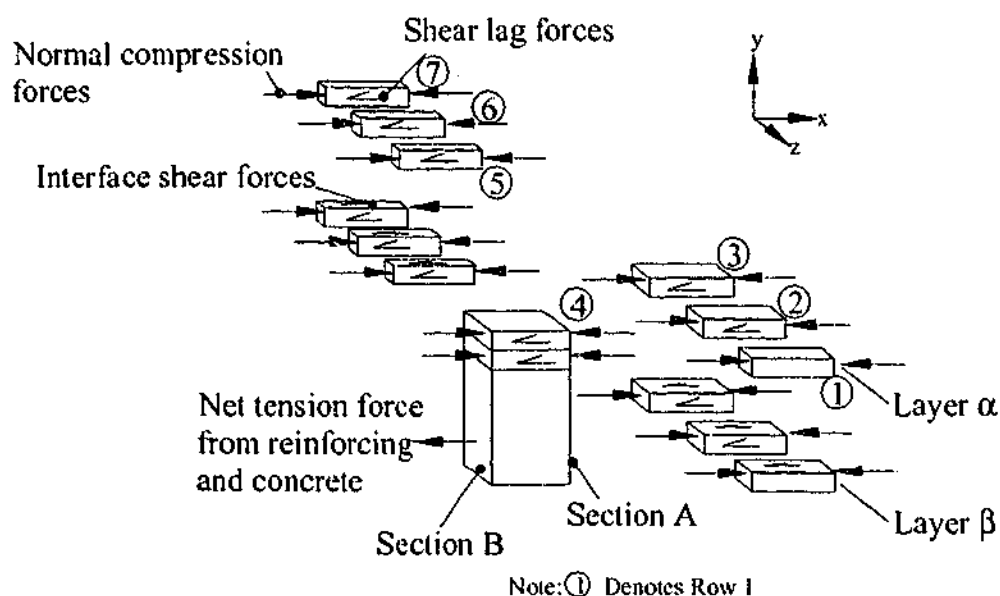 Shear lag forces
Normal compression
forces
⑦
⑥
⑤
Interface shear forces
y
x
z
③
②
①
Layer α
④
Net tension force
from reinforcing
and concrete
Section A
Section B
Layer β
Note: ① Denotes Row 1